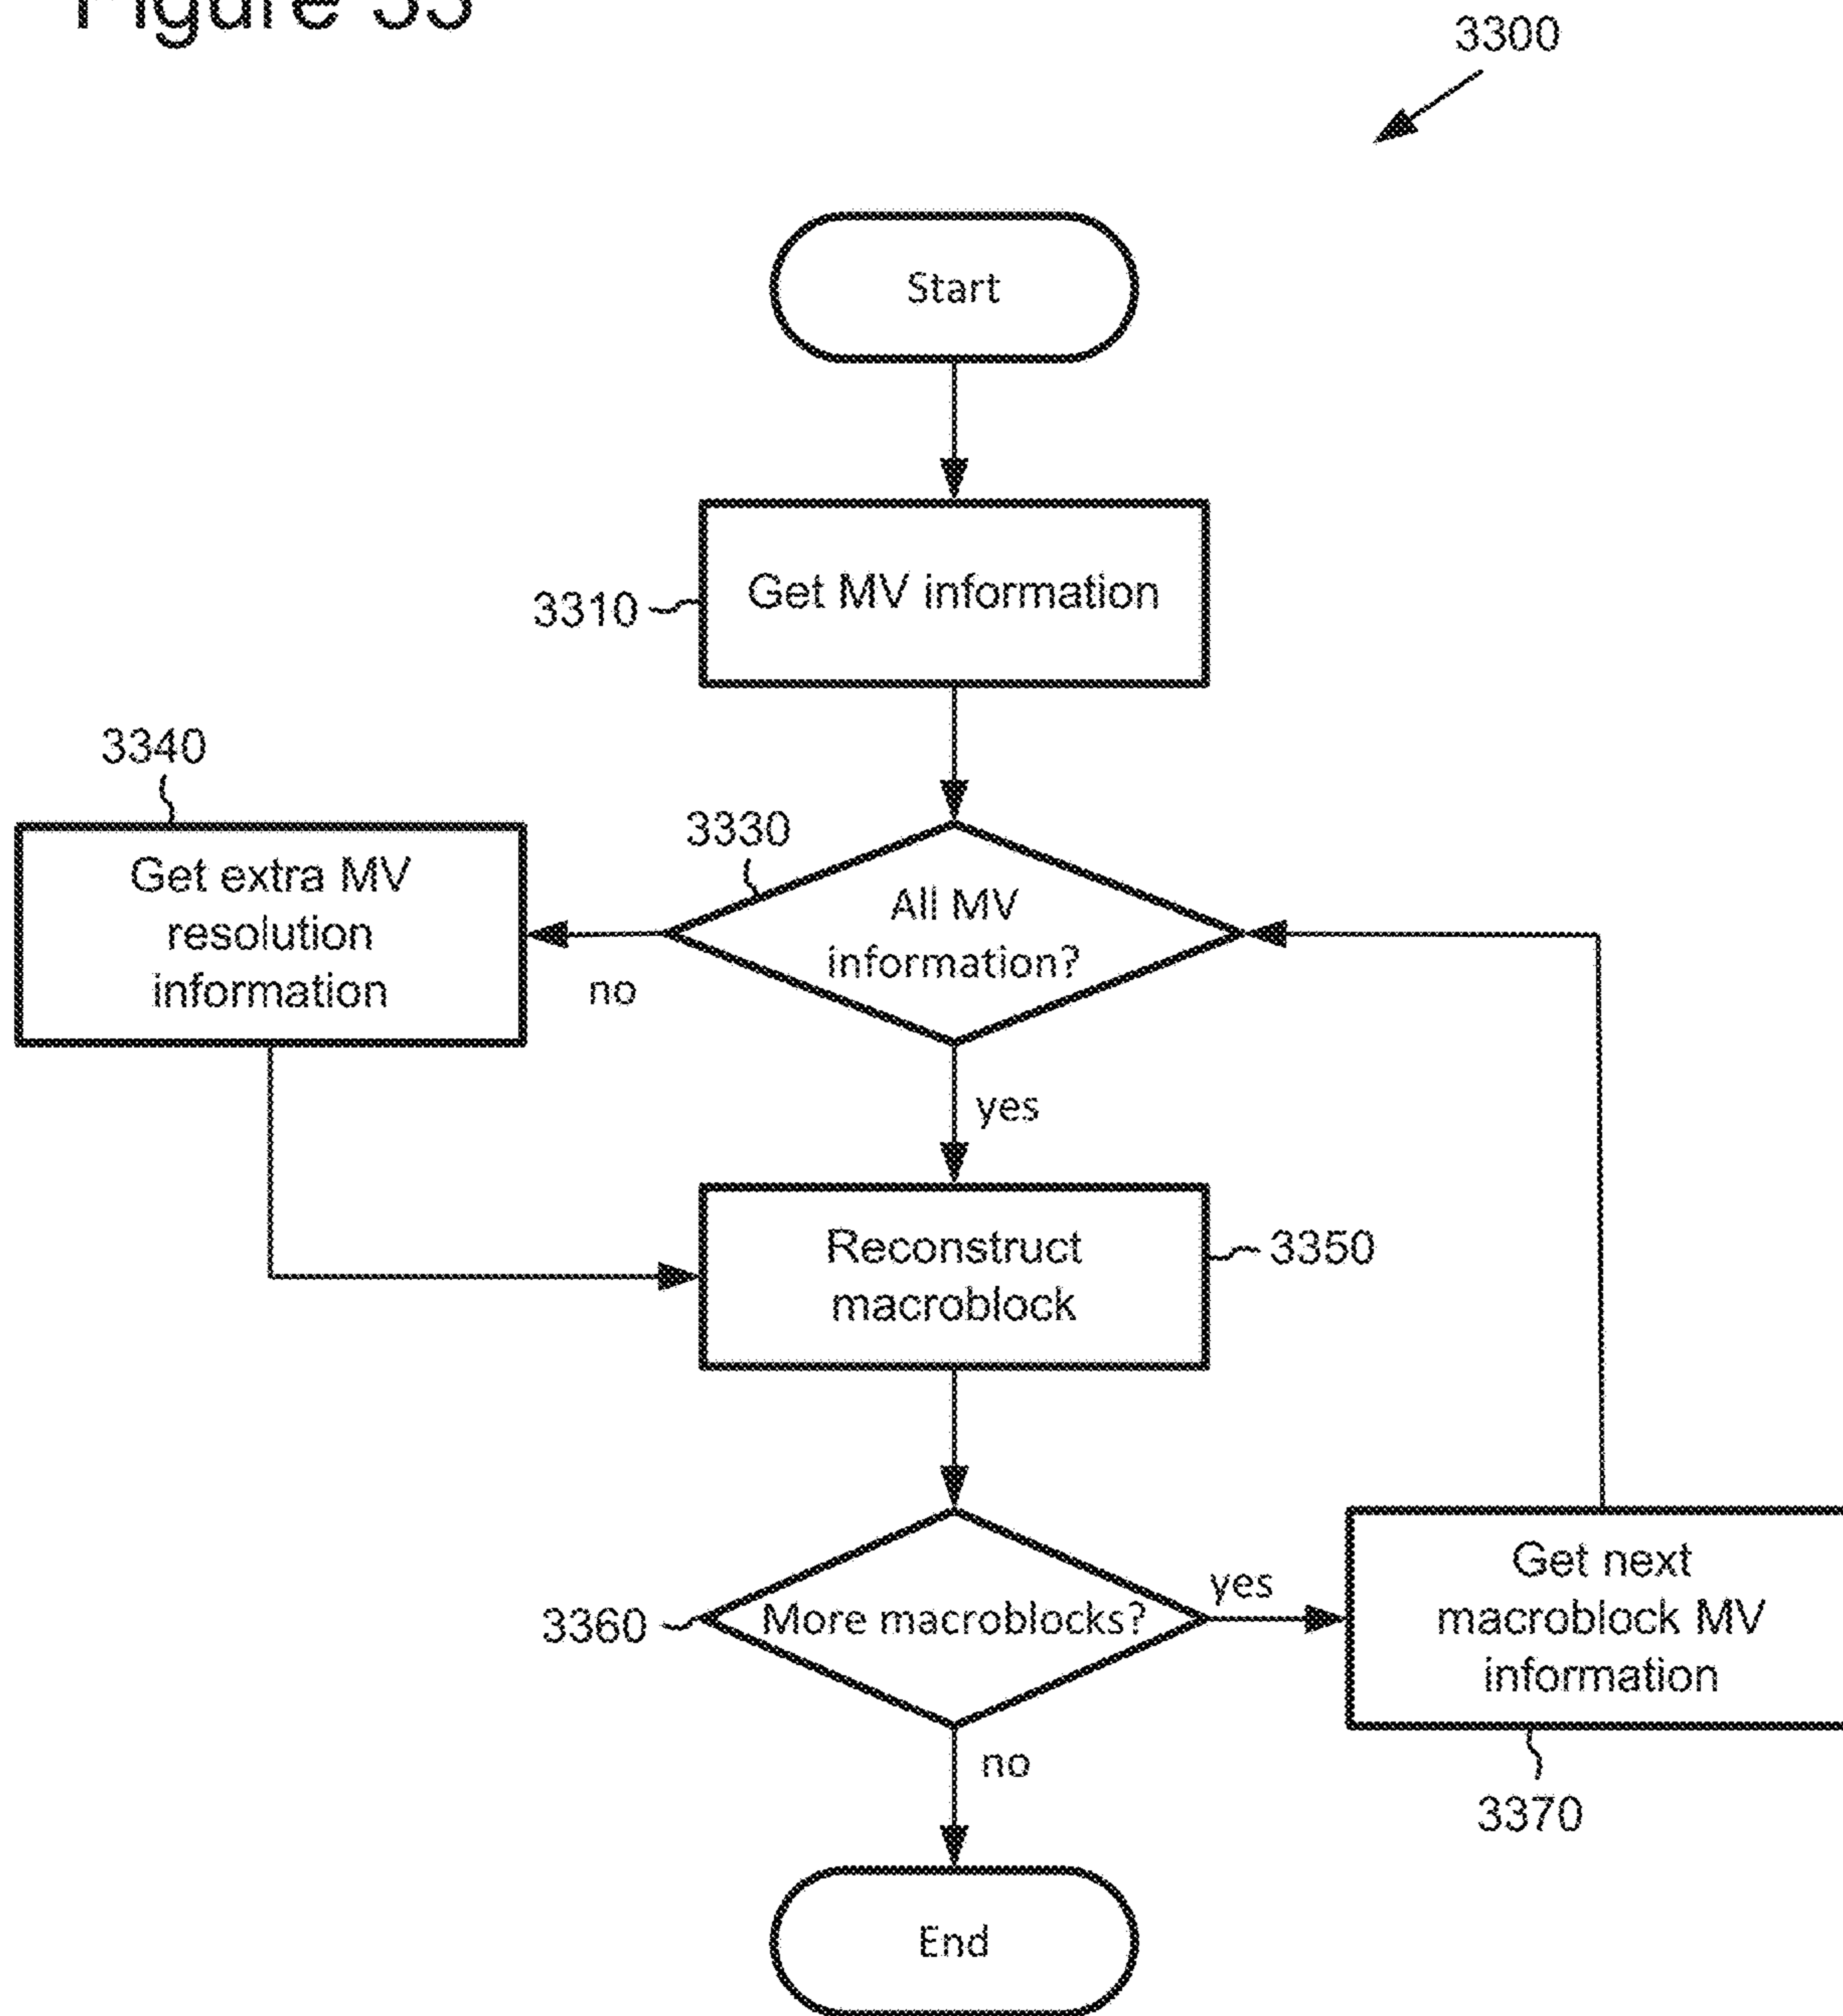 Figure 33
3300
Start
3310
Get MV information
3340
3330
Get extra MV
resolution
information
All MV
information?
no
yes
Reconstruct
macroblock
3350
3360
More macroblocks?
yes
Get next
macroblock MV
information
no
3370
End